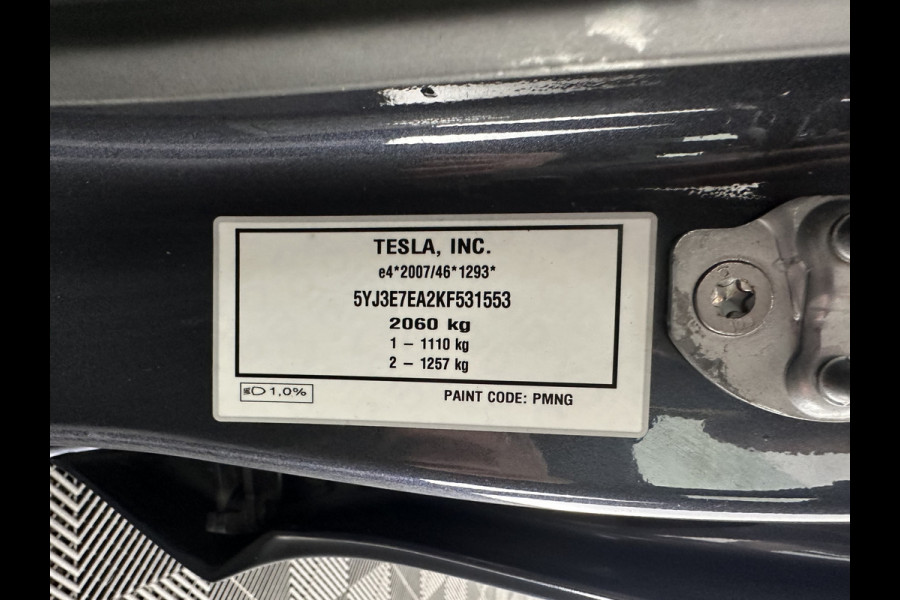 TESLA, INC.
e4*2007/46*1293*
5YJ3E7EA2KF531553
2060 kg
1 – 1110 kg
2 – 1257 kg
1,0%
PAINT CODE: PMNG